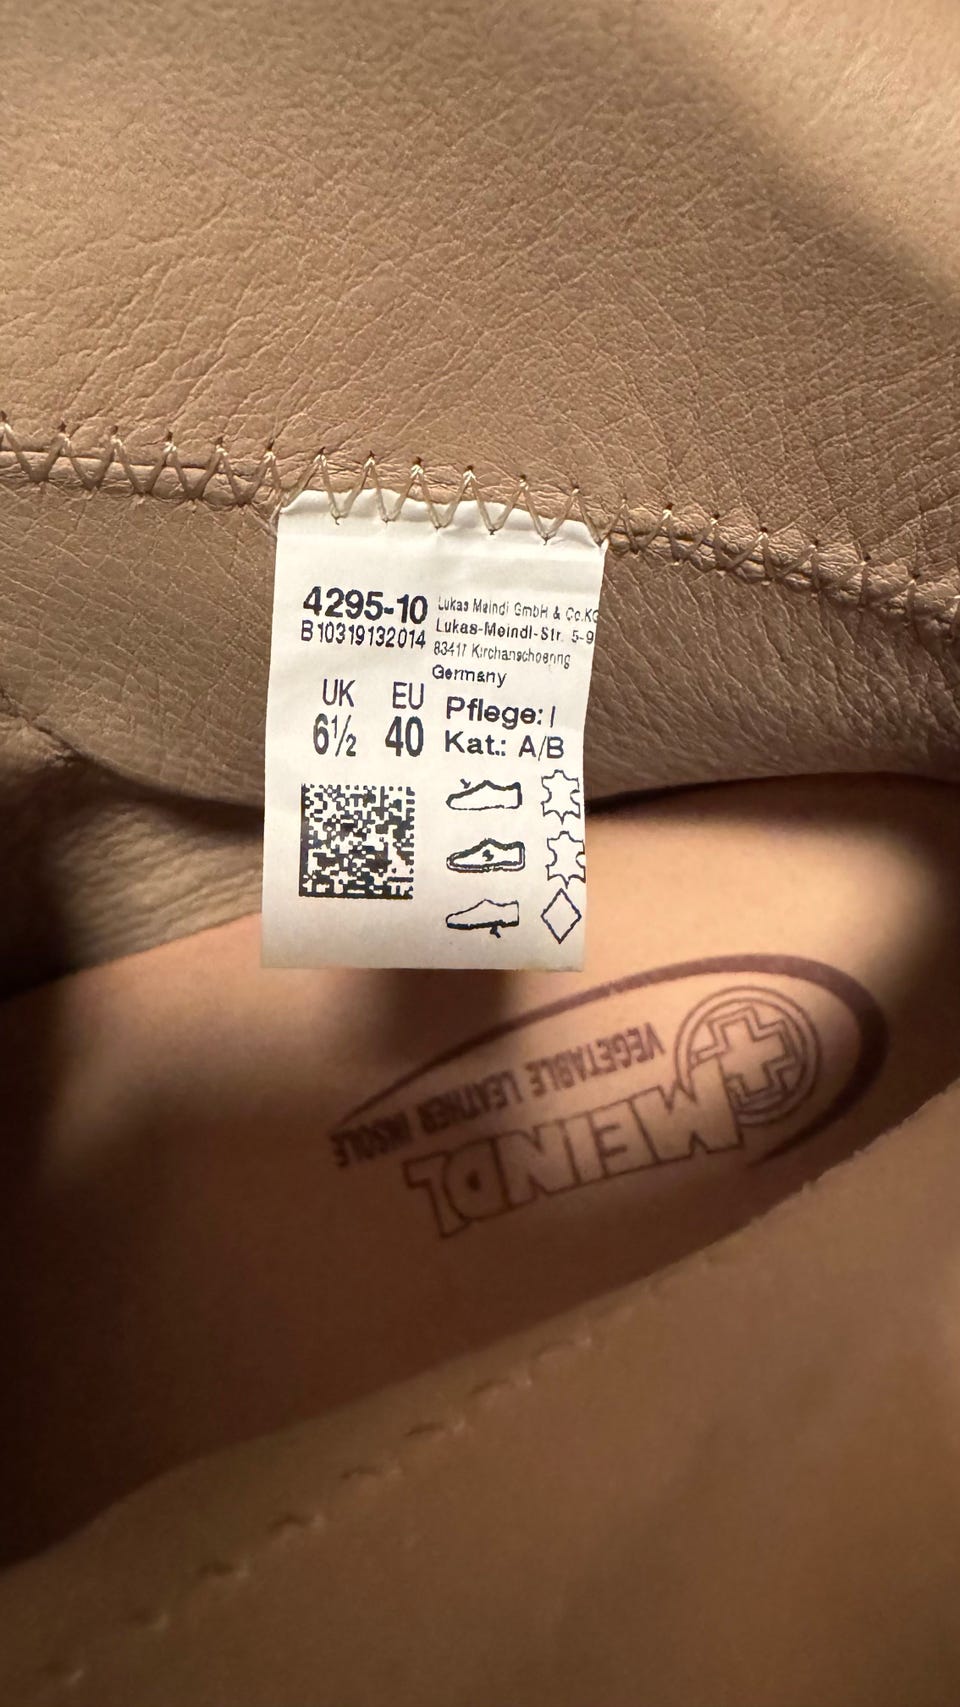 4295-10
B10319132014
Lukas Meindl GmbH & Co.KG
Lukas-Meindl-Str. 5-9
83417 Kirchanschoering
Germany
UK EU
6½ 40
Pflege: I
Kat.: A/B
MEINDL
VEGETABLE LEATHER INSOLE